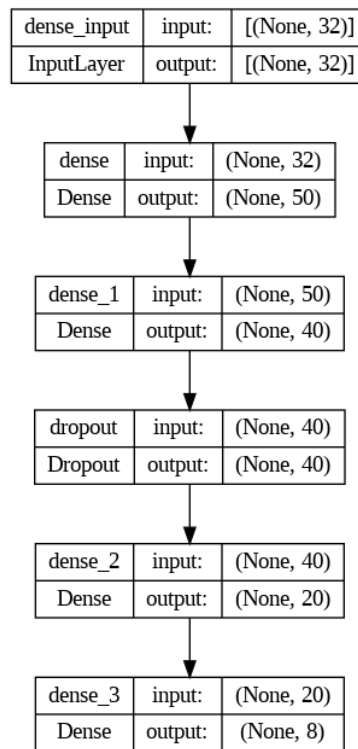 dense_input input: [(None, 32)]
InputLayer output: [(None, 32)]
dense input: (None, 32)
Dense output: (None, 50)
dense_1 input: (None, 50)
Dense output: (None, 40)
dropout input: (None, 40)
Dropout output: (None, 40)
dense_2 input: (None, 40)
Dense output: (None, 20)
dense_3 input: (None, 20)
Dense output: (None, 8)